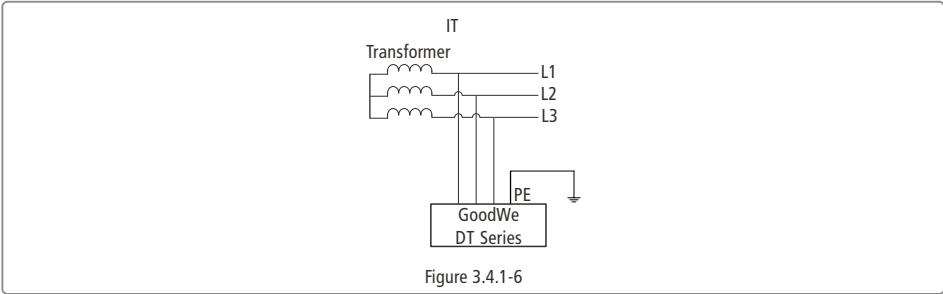 IT
Transformer
L1
L2
L3
PE
GoodWe
DT Series
Figure 3.4.1-6